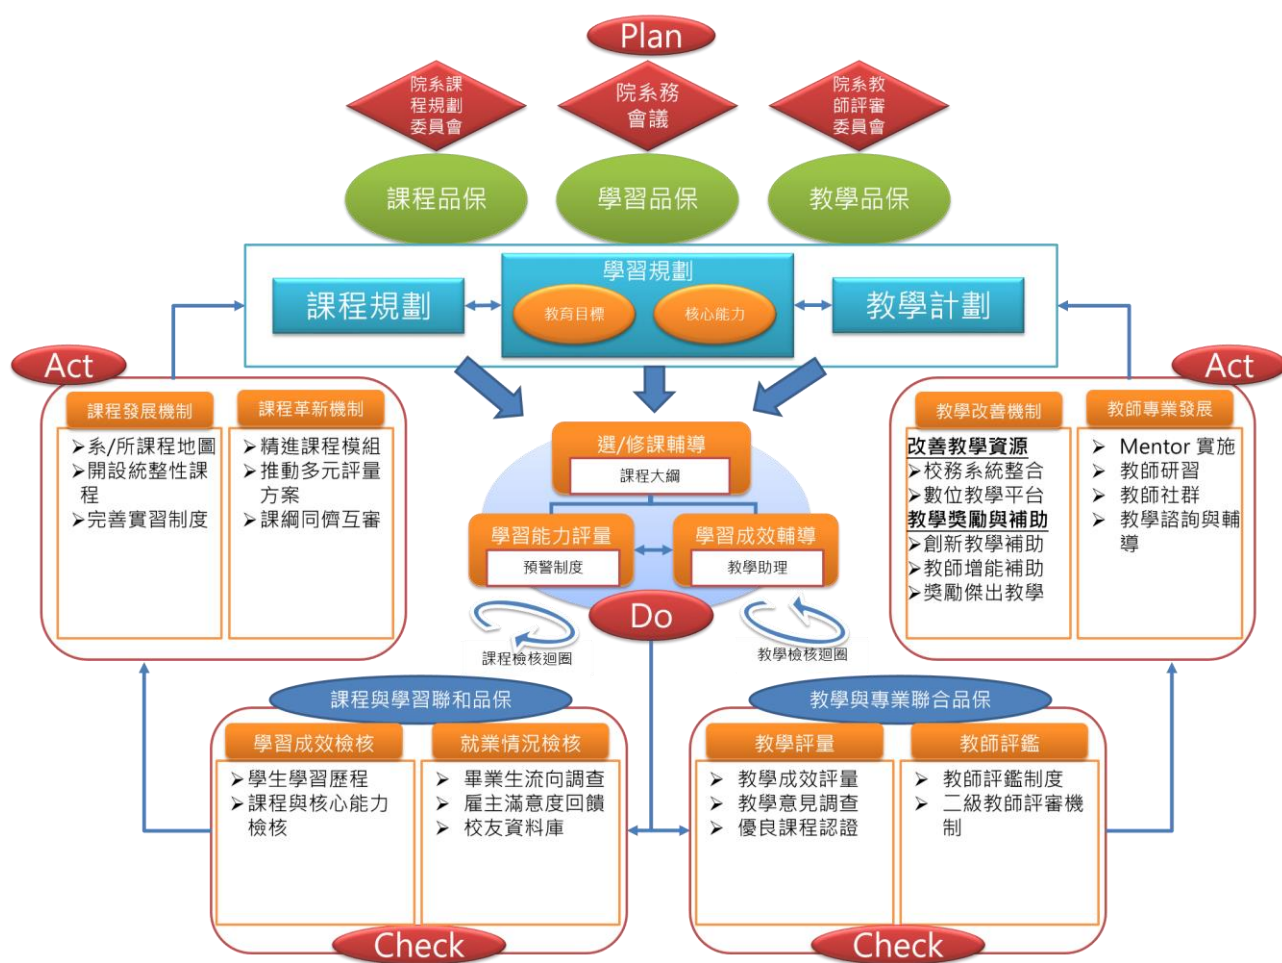 Plan
院系課
程規劃
委員會
院系務
會議
院系教
師評審
委員會
課程品保
學習品保
教學品保
課程規劃
學習規劃
教育目標
核心能力
教學計劃
Act
課程發展機制
➢系/所課程地圖
➢開設統整性課
程
➢完善實習制度
課程革新機制
➢精進課程模組
➢推動多元評量
方案
➢課綱同儕互審
選/修課輔導
課程大綱
學習能力評量
預警制度
學習成效輔導
教學助理
Do
課程檢核迴圈
教學檢核迴圈
Act
教學改善機制
改善教學資源
➢校務系統整合
➢數位教學平台
教學獎勵與補助
➢創新教學補助
➢教師增能補助
➢獎勵傑出教學
教師專業發展
➢ Mentor 實施
➢ 教師研習
➢ 教師社群
➢ 教學諮詢與輔
導
課程與學習聯和品保
學習成效檢核
➢ 學生學習歷程
➢ 課程與核心能力
檢核
就業情況檢核
➢ 畢業生流向調查
➢ 雇主滿意度回饋
➢ 校友資料庫
Check
教學與專業聯合品保
教學評量
➢ 教學成效評量
➢ 教學意見調查
➢ 優良課程認證
教師評鑑
➢ 教師評鑑制度
➢ 二級教師評審機
制
Check